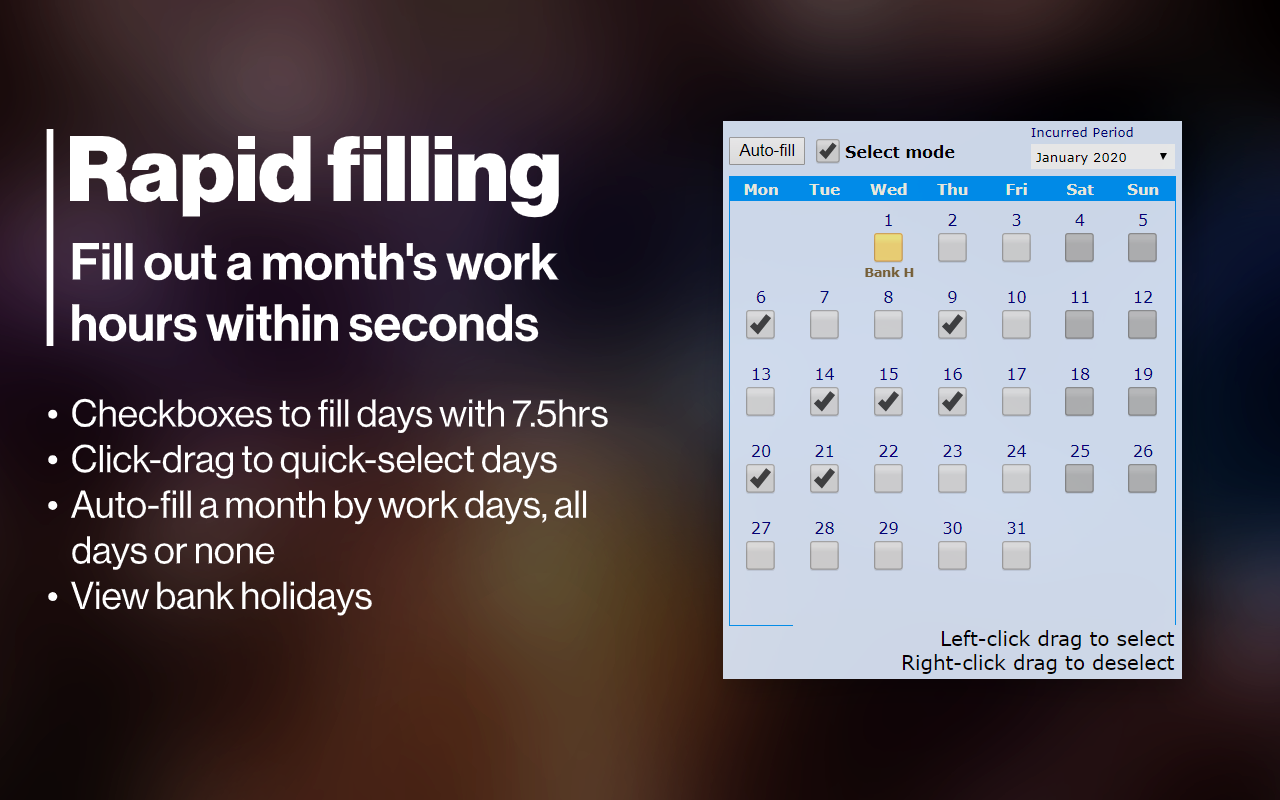 Rapid filling
Fill out a month's work
hours within seconds
• Checkboxes to fill days with 7.5hrs
• Click-drag to quick-select days
• Auto-fill a month by work days, all
days or none
• View bank holidays
Incurred Period
Auto-fill Select mode January 2020
Mon Tue Wed Thu Fri Sat Sun
1 2 3 4 5
Bank H
6 7 8 9 10 11 12
13 14 15 16 17 18 19
20 21 22 23 24 25 26
27 28 29 30 31
Left-click drag to select
Right-click drag to deselect